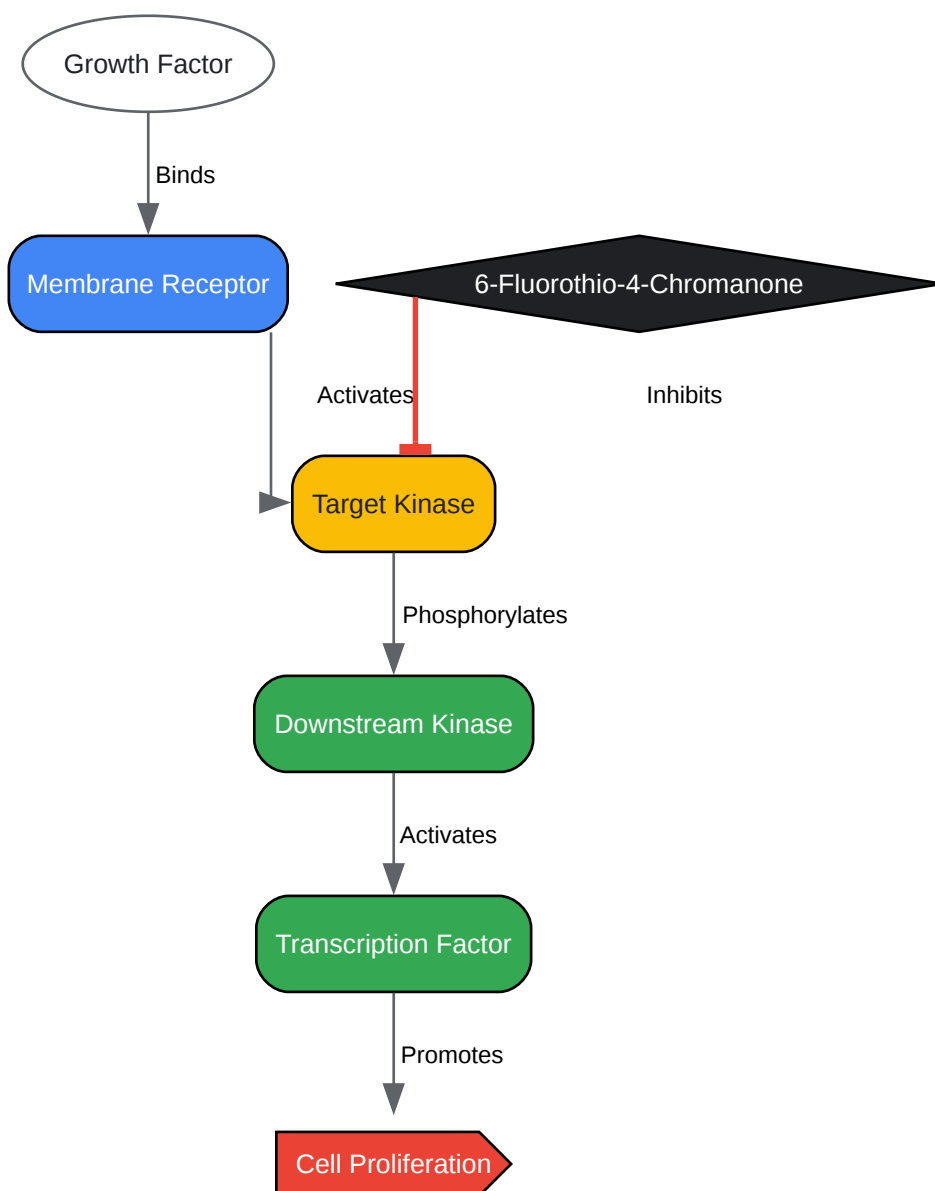 Growth Factor
Binds
Membrane Receptor
6-Fluorothio-4-Chromanone
Activates
Inhibits
Target Kinase
Phosphorylates
Downstream Kinase
Activates
Transcription Factor
Promotes
Cell Proliferation